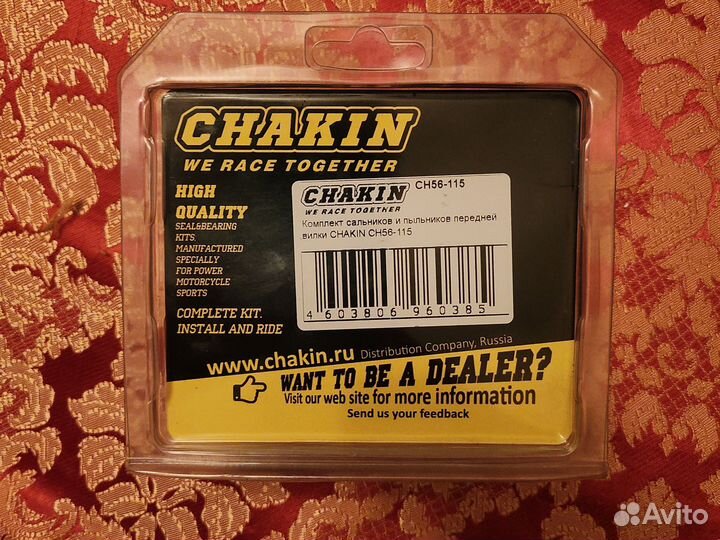 CHAKIN
WE RACE TOGETHER
HIGH
QUALITY
SEAL&BEARING
KITS.
MANUFACTURED
SPECIALLY
FOR POWER
MOTORCYCLE
SPORTS
COMPLETE KIT.
INSTALL AND RIDE
CHAKIN CH56-115
WE RACE TOGETHER
Комплект сальников и пыльников передней
вилки CHAKIN CH56-115
4 603806 960385
www.chakin.ru Distribution Company, Russia
WANT TO BE A DEALER?
Visit our web site for more information
Send us your feedback
Avito